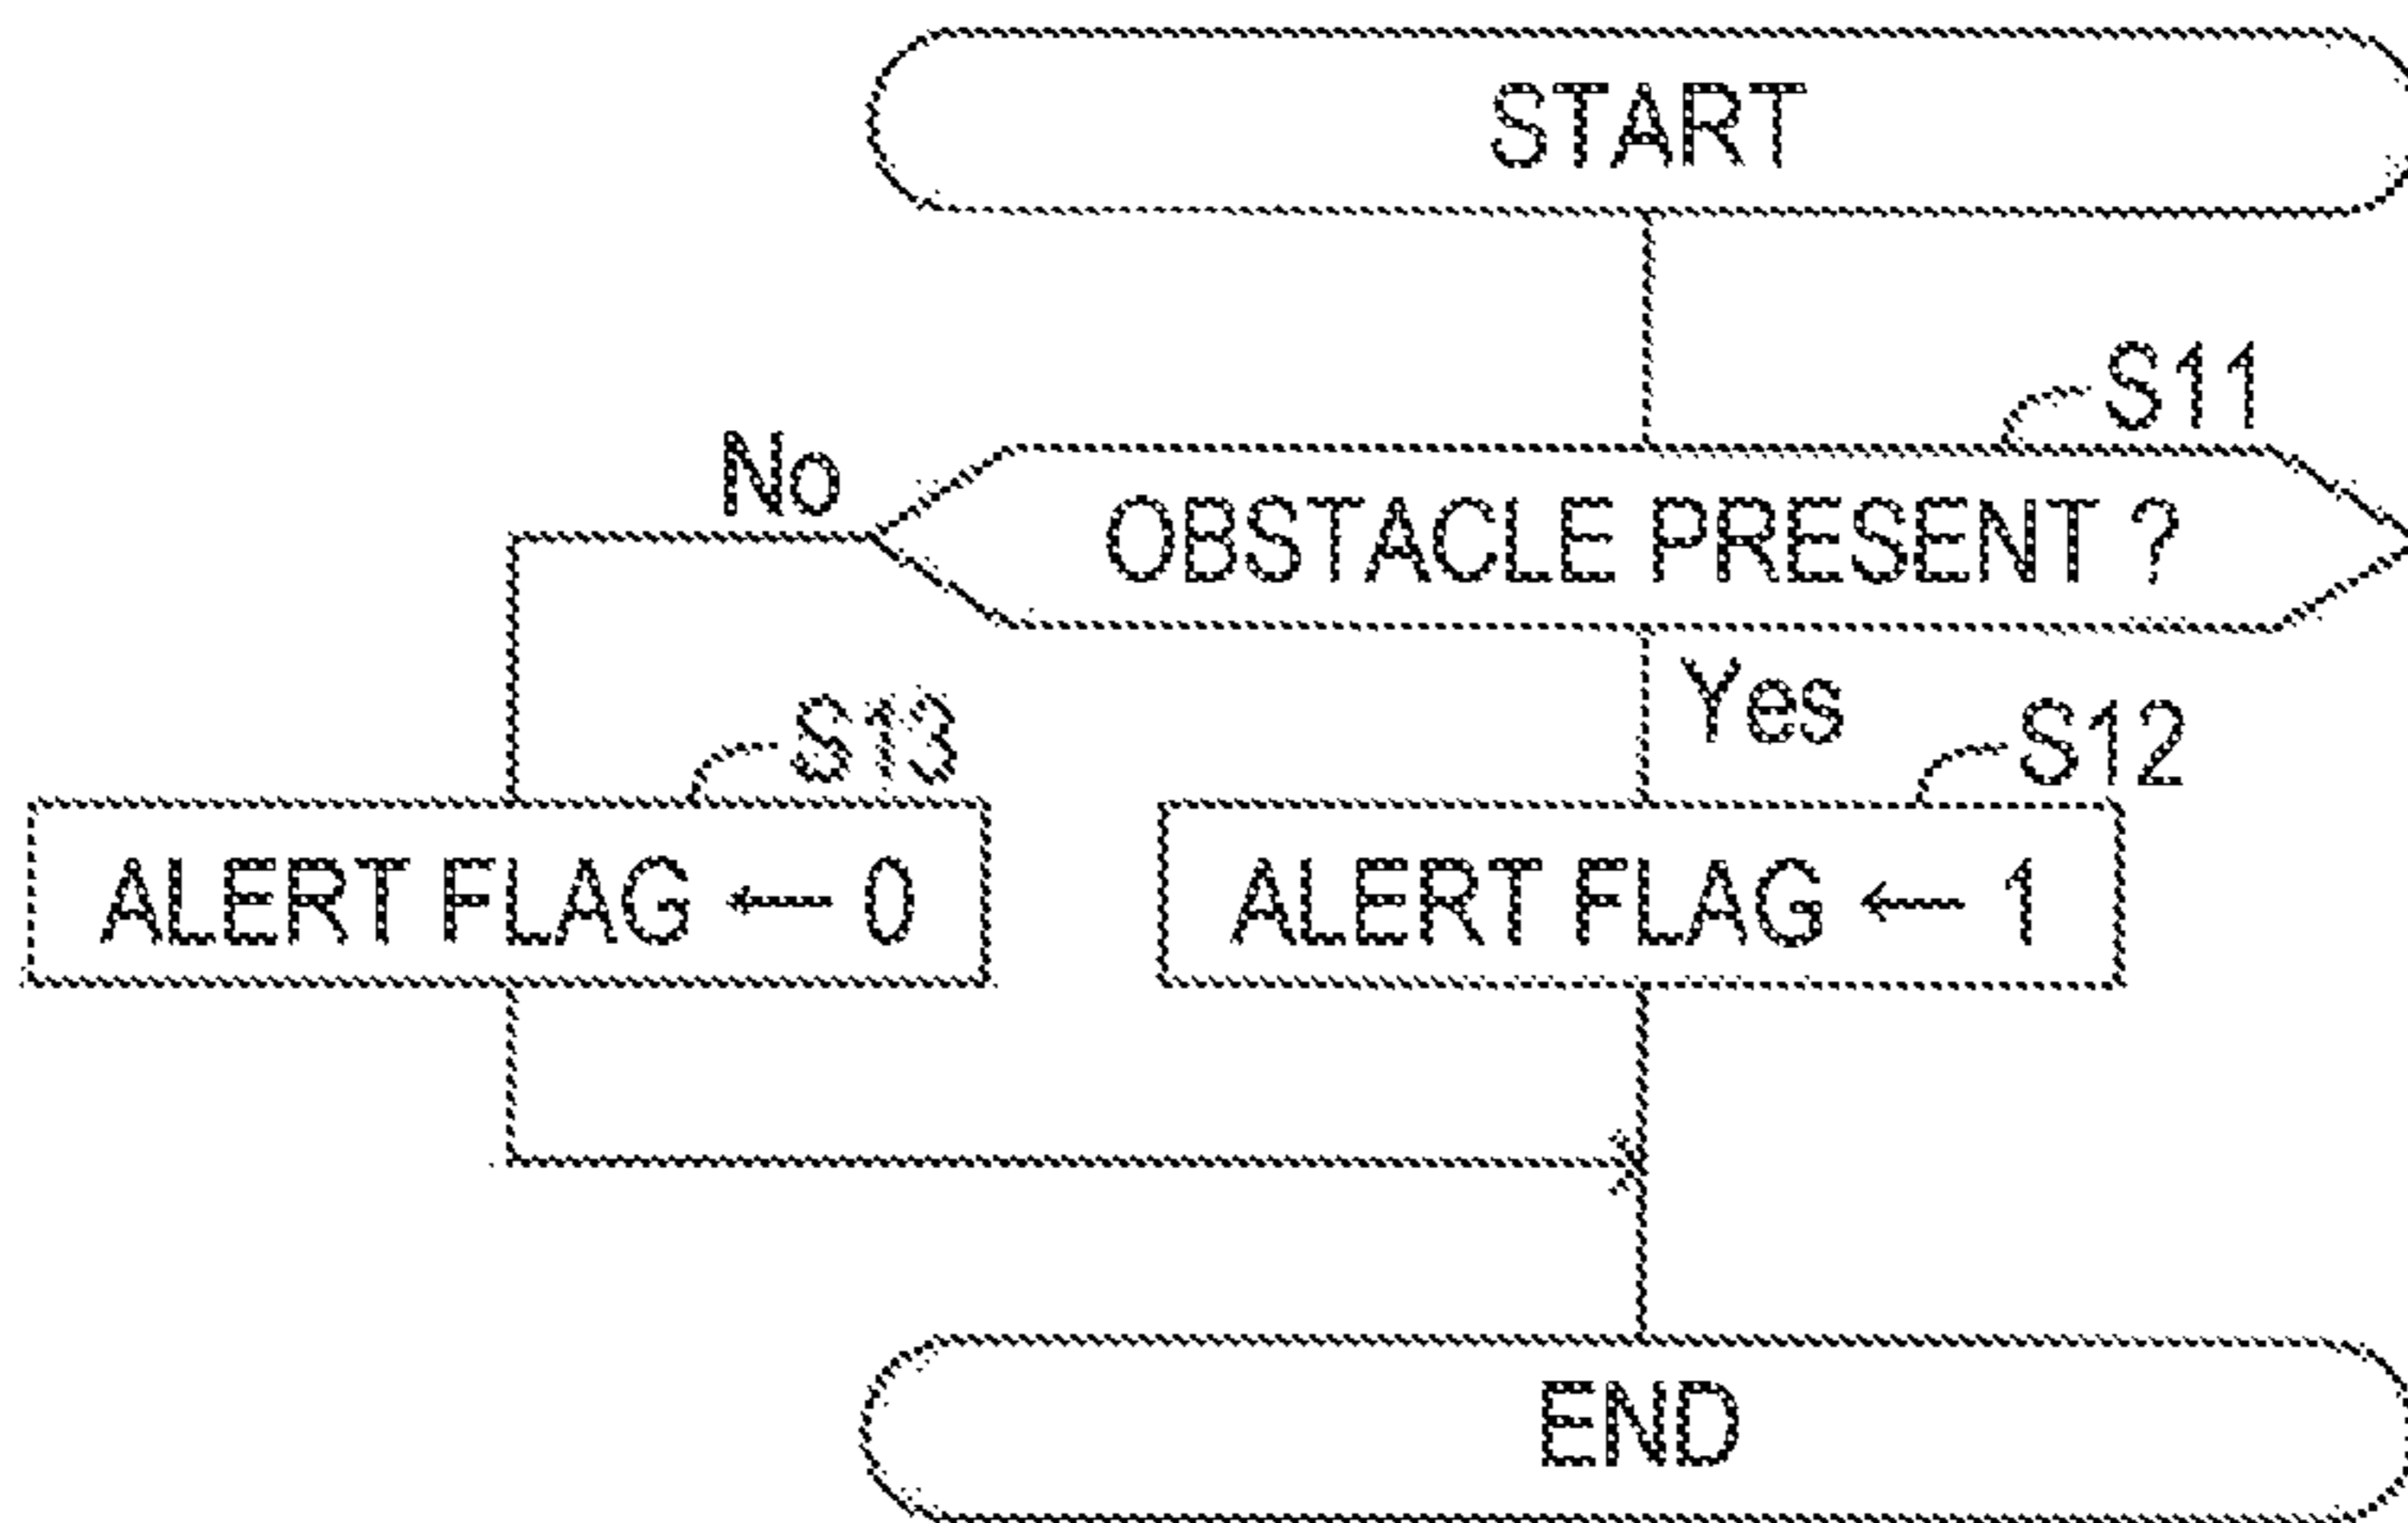 START
S11
No
OBSTACLE PRESENT ?
Yes
S13
S12
ALERT FLAG ← 0
ALERT FLAG ← 1
END